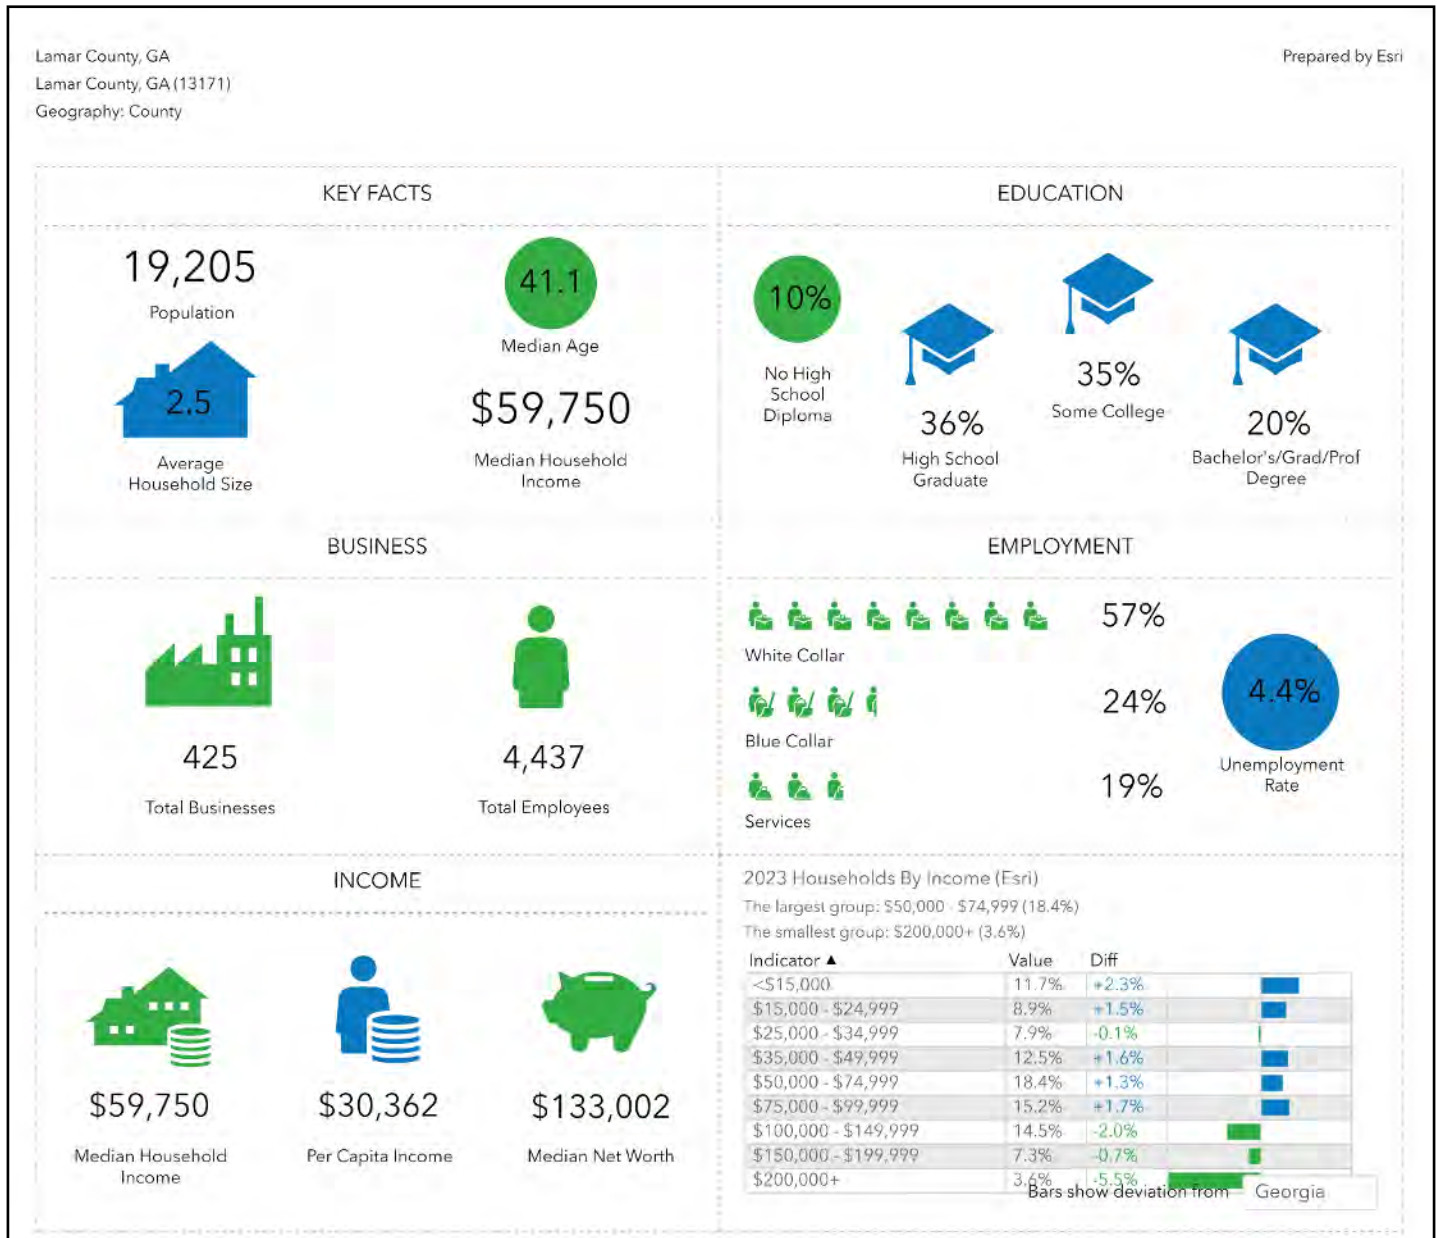 Lamar County, GA
Prepared by Esri
Lamar County, GA (13171)
Geography: County
KEY FACTS
19,205
Population
41.1
Median Age
2.5
Average
Household Size
$59,750
Median Household
Income
EDUCATION
10%
No High
School
Diploma
36%
High School
Graduate
35%
Some College
20%
Bachelor's/Grad/Prof
Degree
BUSINESS
425
Total Businesses
4,437
Total Employees
EMPLOYMENT
57%
White Collar
24%
Blue Collar
19%
Services
4.4%
Unemployment
Rate
INCOME
$59,750
Median Household
Income
$30,362
Per Capita Income
$133,002
Median Net Worth
2023 Households By Income (Esri)
The largest group: $50,000 - $74,999 (18.4%)
The smallest group: $200,000+ (3.6%)
Indicator ▲ Value Diff
<$15,000 11.7% +2.3%
$15,000 - $24,999 8.9% +1.5%
$25,000 - $34,999 7.9% -0.1%
$35,000 - $49,999 12.5% +1.6%
$50,000 - $74,999 18.4% +1.3%
$75,000 - $99,999 15.2% +1.7%
$100,000 - $149,999 14.5% -2.0%
$150,000 - $199,999 7.3% -0.7%
$200,000+ 3.6% -5.5%
Bars show deviation from Georgia